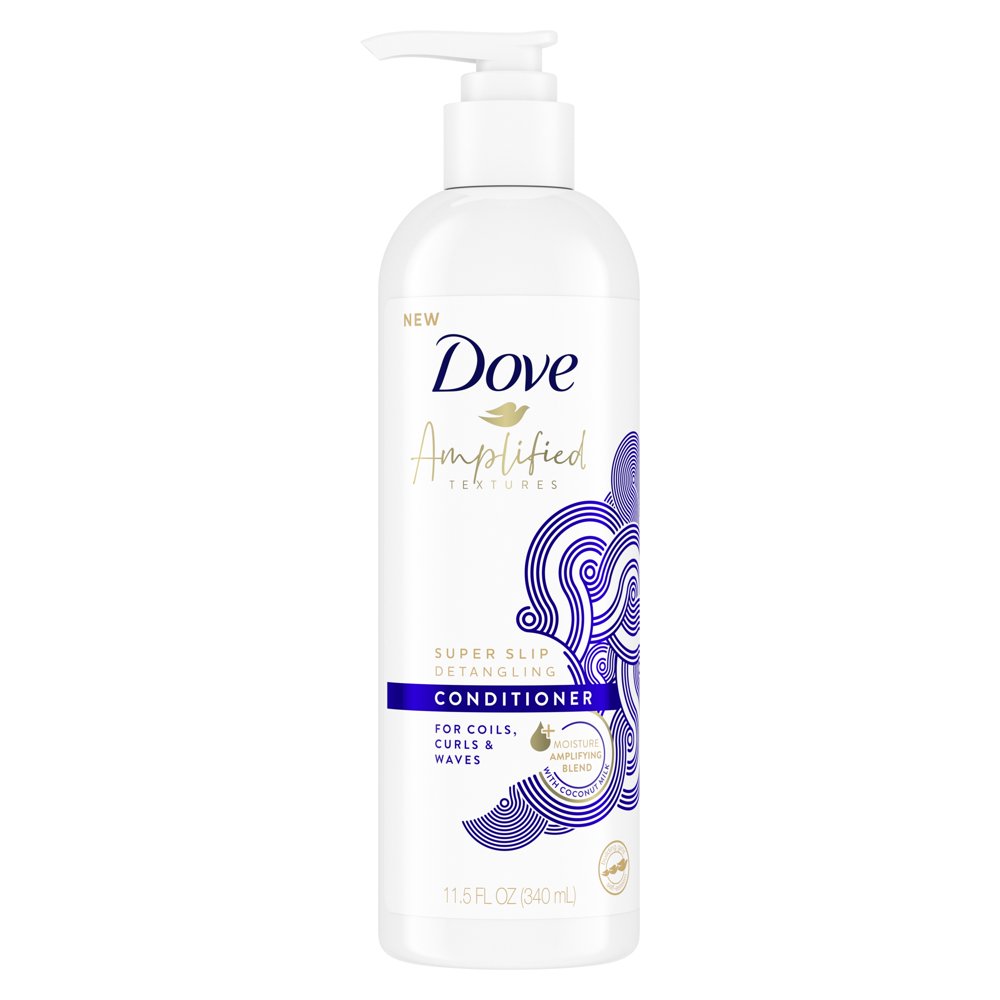 NEW
Dove
Amplified
TEXTURES
SUPER SLIP
DETANGLING
CONDITIONER
FOR COILS,
CURLS &
WAVES
MOISTURE
AMPLIFYING
BLEND
WITH COCONUT MILK
11.5 FL OZ (340 mL)